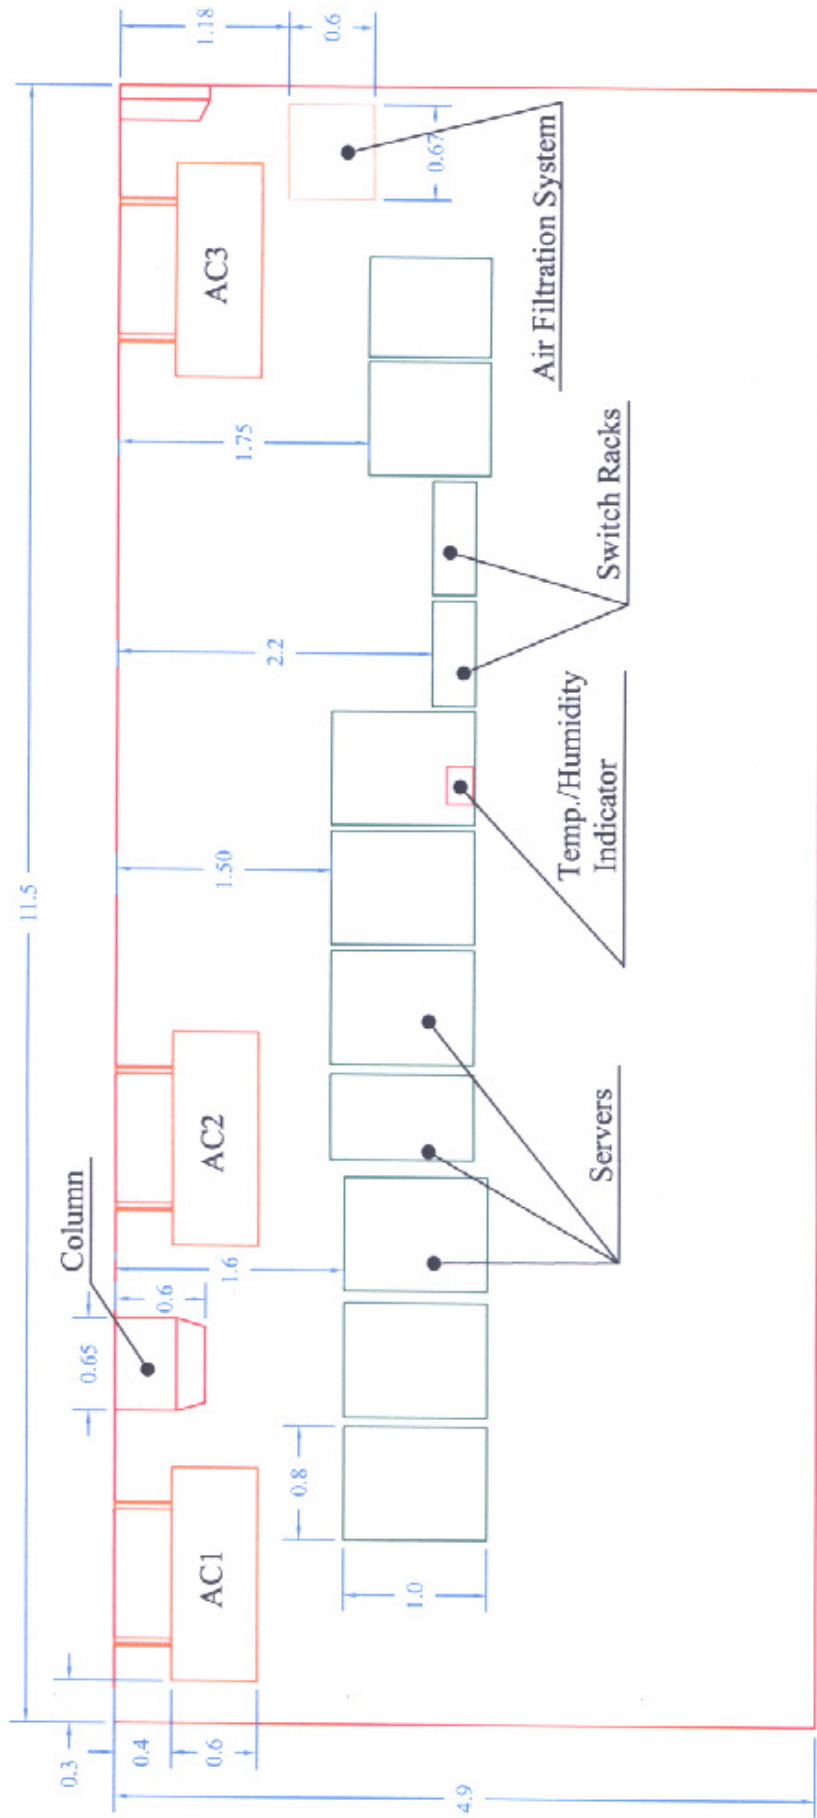 11.5
Column
0.65
0.6
1.18
0.6
0.67
0.3
0.4
0.6
4.9
AC1
AC2
AC3
1.6
1.50
2.2
1.75
0.8
1.0
Servers
Temp./Humidity
Indicator
Switch Racks
Air Filtration System